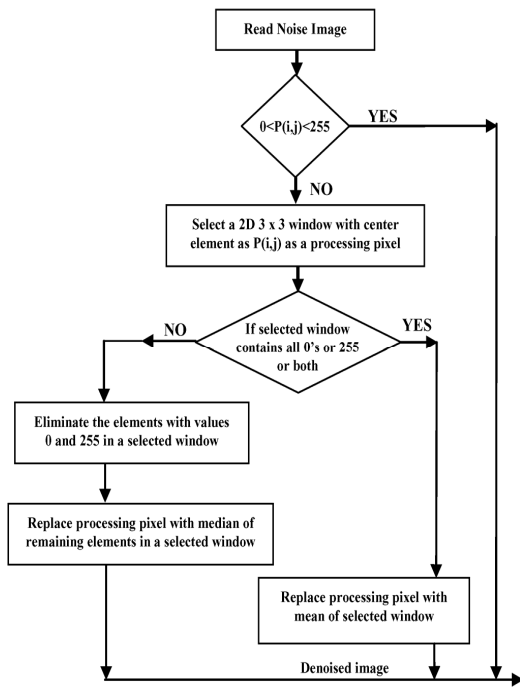 Read Noise Image
0<P(i,j)<255
YES
NO
Select a 2D 3 x 3 window with center
element as P(i,j) as a processing pixel
If selected window
contains all 0's or 255
or both
NO
YES
Eliminate the elements with values
0 and 255 in a selected window
Replace processing pixel with median of
remaining elements in a selected window
Replace processing pixel with
mean of selected window
Denoised image